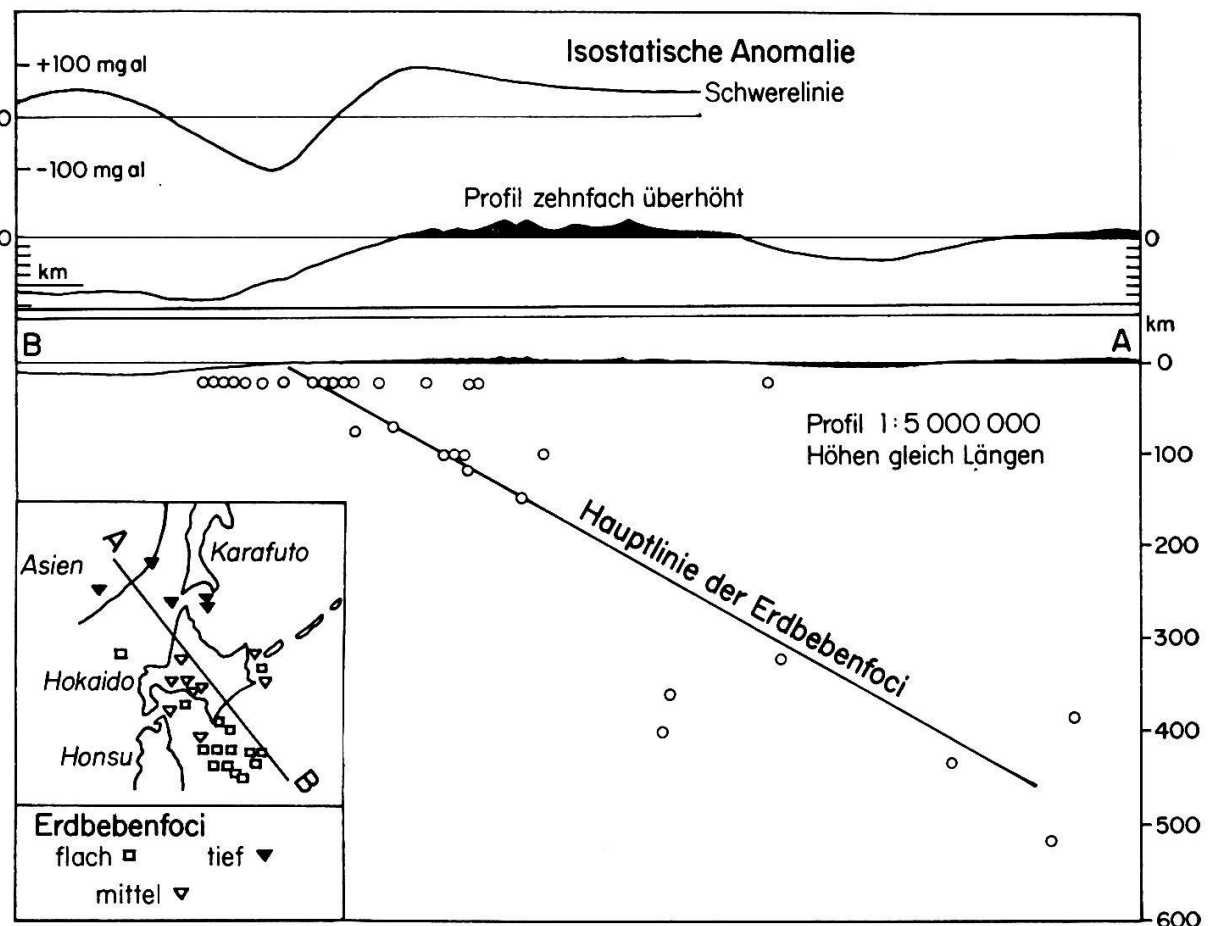 Isostatische Anomalie
+100 mgal
Schwerelinie
0
-100 mgal
Profil zehnfach überhöht
0
0
km
B
A
km
0
Profil 1:5 000 000
Höhen gleich Längen
100
200
300
400
500
600
Hauptlinie der Erdbebenfoci
A
Karafuto
Asien
Hokaido
Honsu
B
Erdbebenfoci
flach
tief
mittel